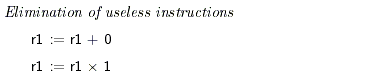 Elimination of useless instructions
r1 := r1 + 0
r1 := r1 × 1